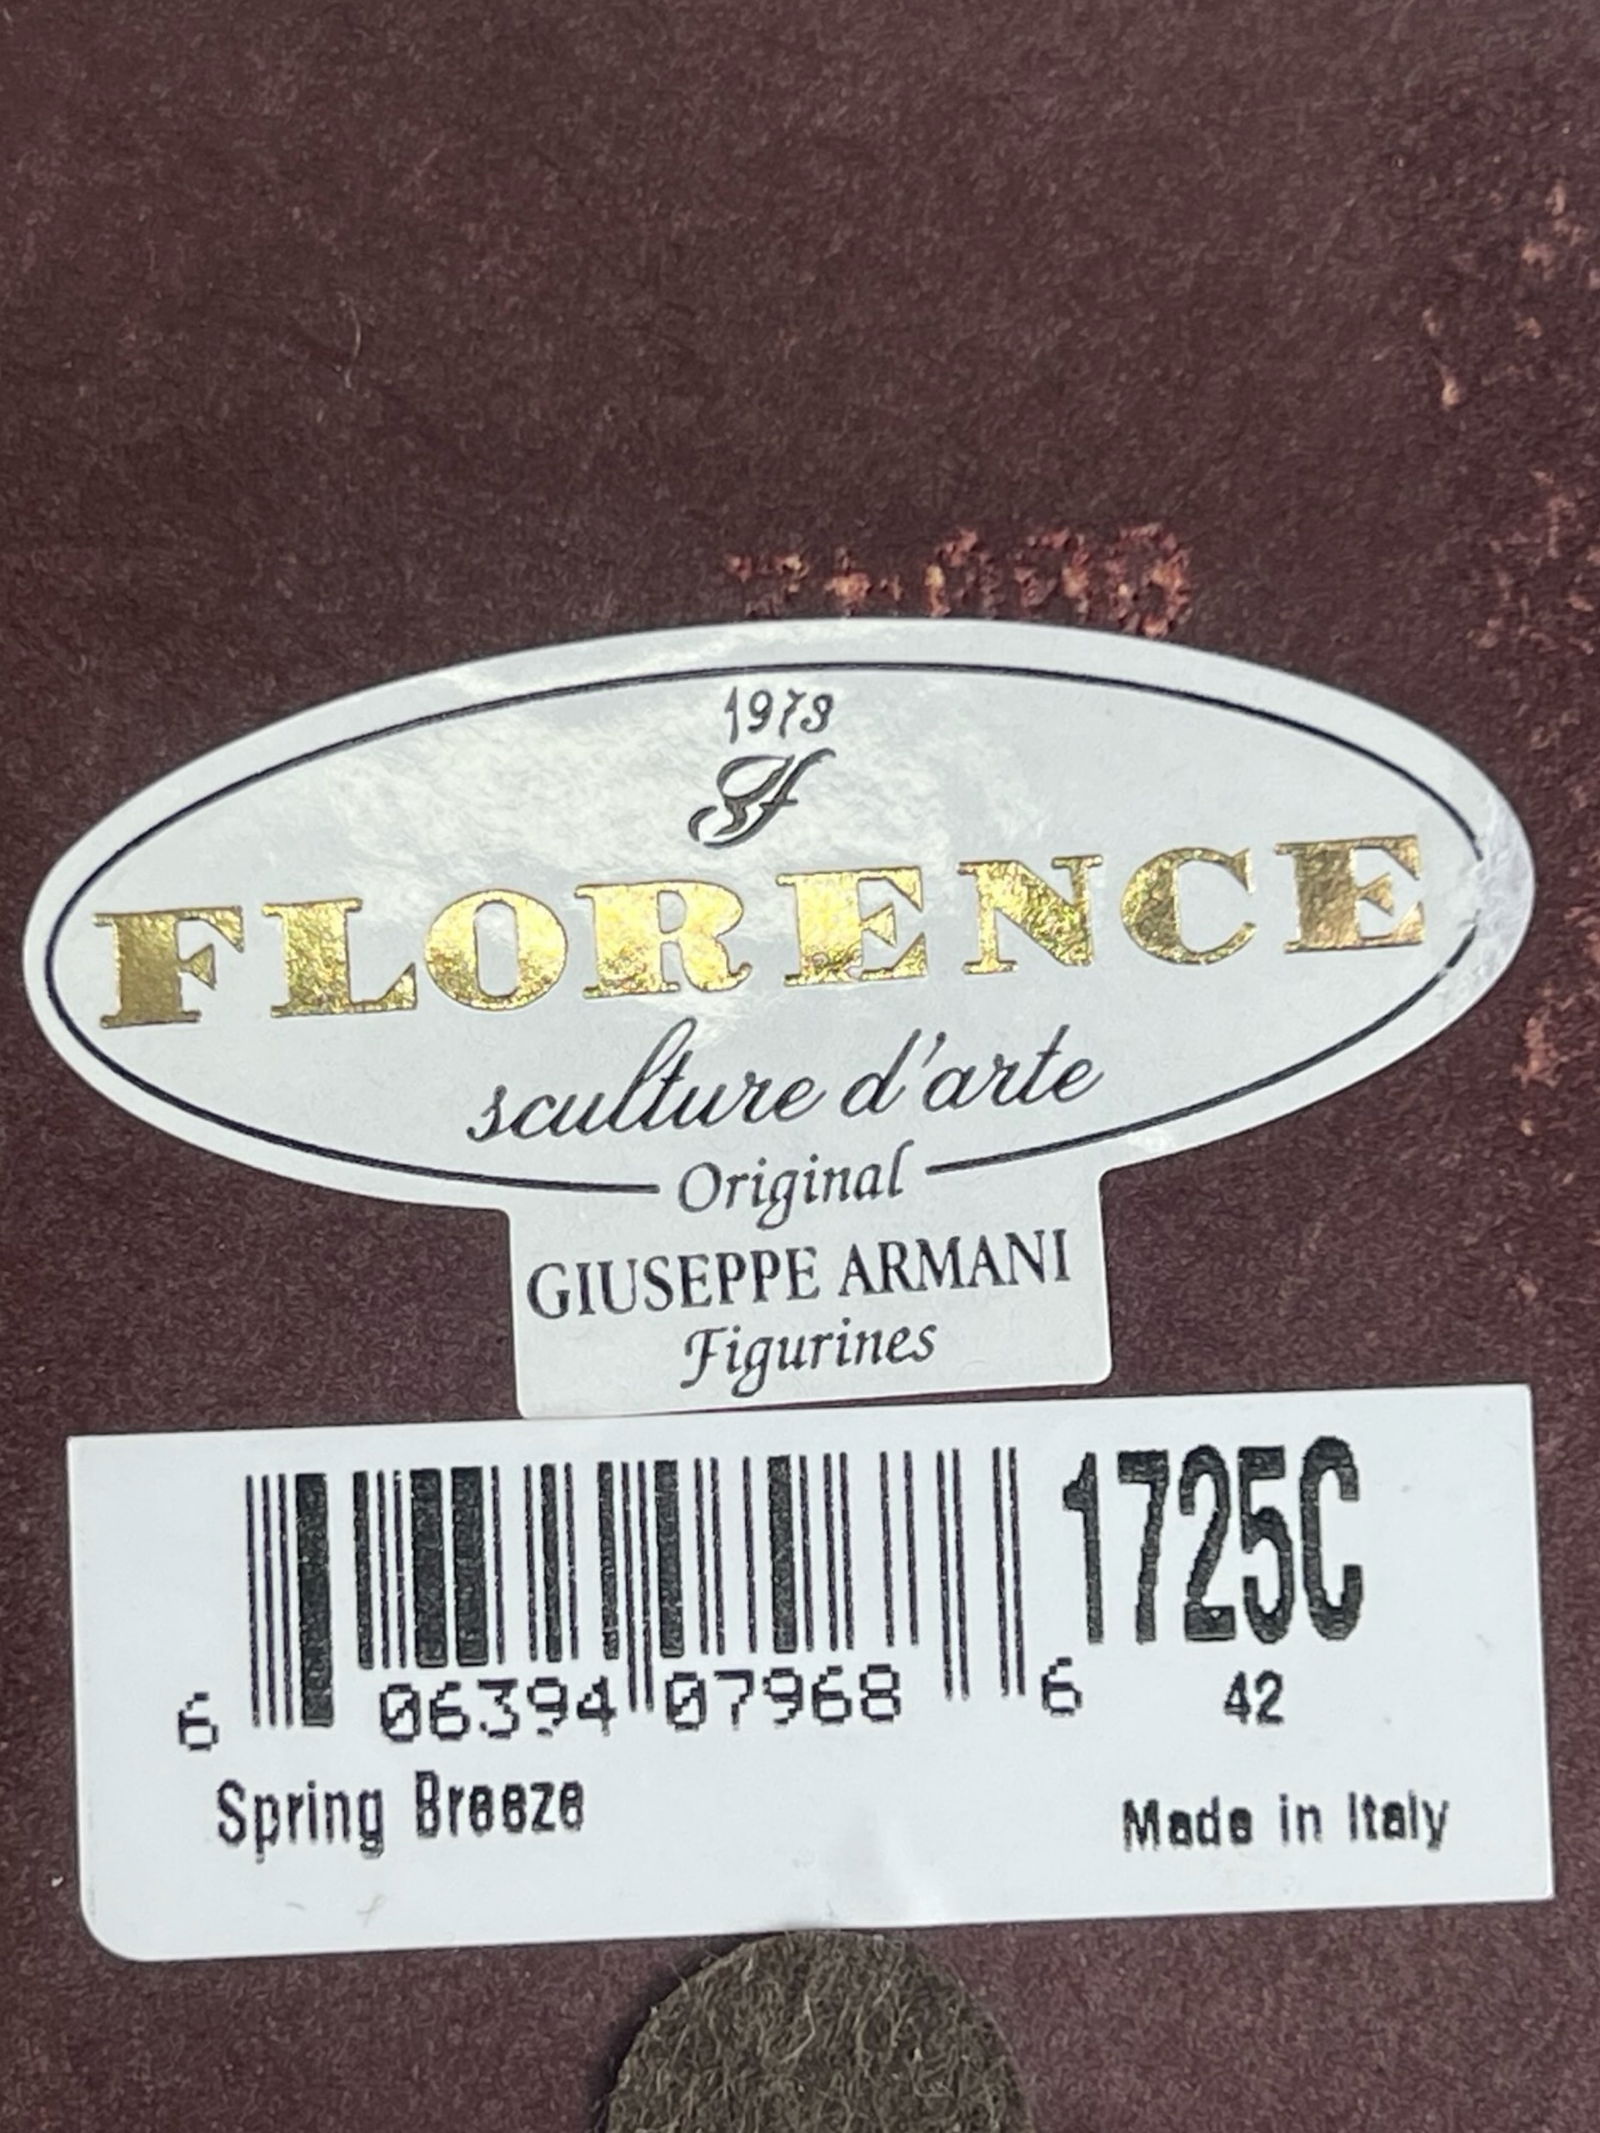 1973
FLORENCE
sculture d'arte
Original
GIUSEPPE ARMANI
Figurines
1725C
6 06394 07968 6 42
Spring Breeze Made in Italy